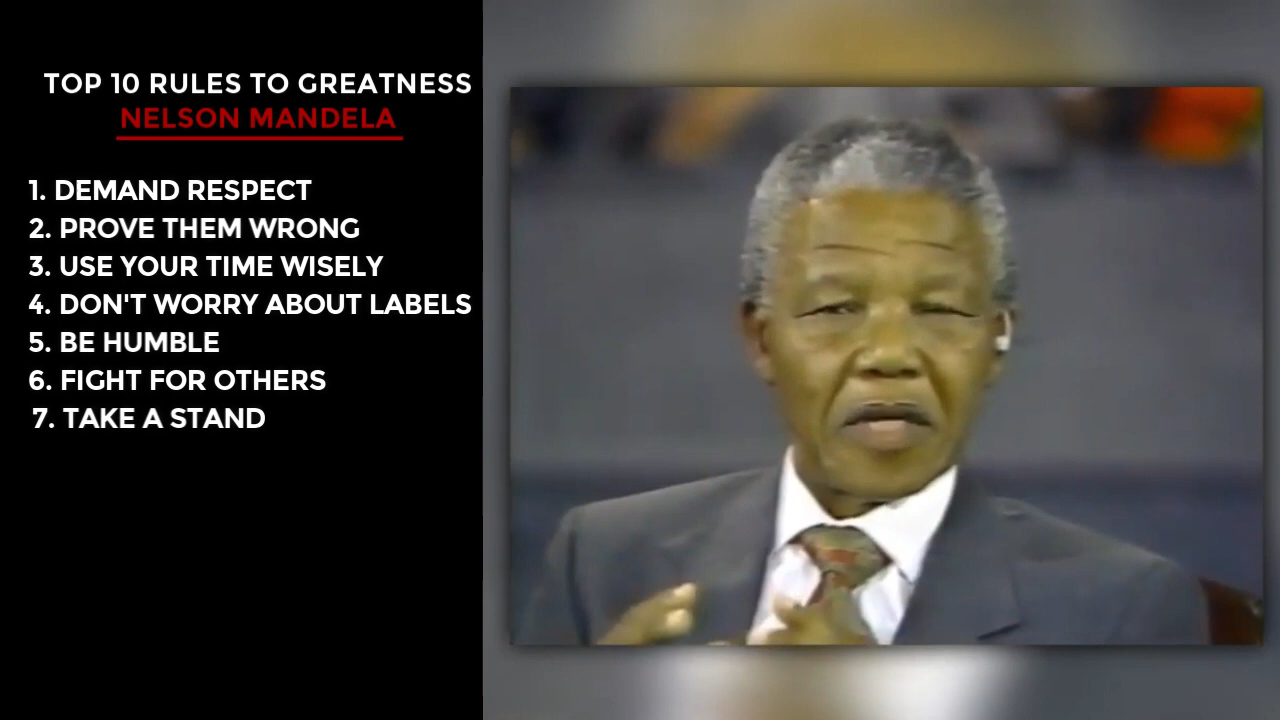 TOP 10 RULES TO GREATNESS
NELSON MANDELA
1. DEMAND RESPECT
2. PROVE THEM WRONG
3. USE YOUR TIME WISELY
4. DON'T WORRY ABOUT LABELS
5. BE HUMBLE
6. FIGHT FOR OTHERS
7. TAKE A STAND